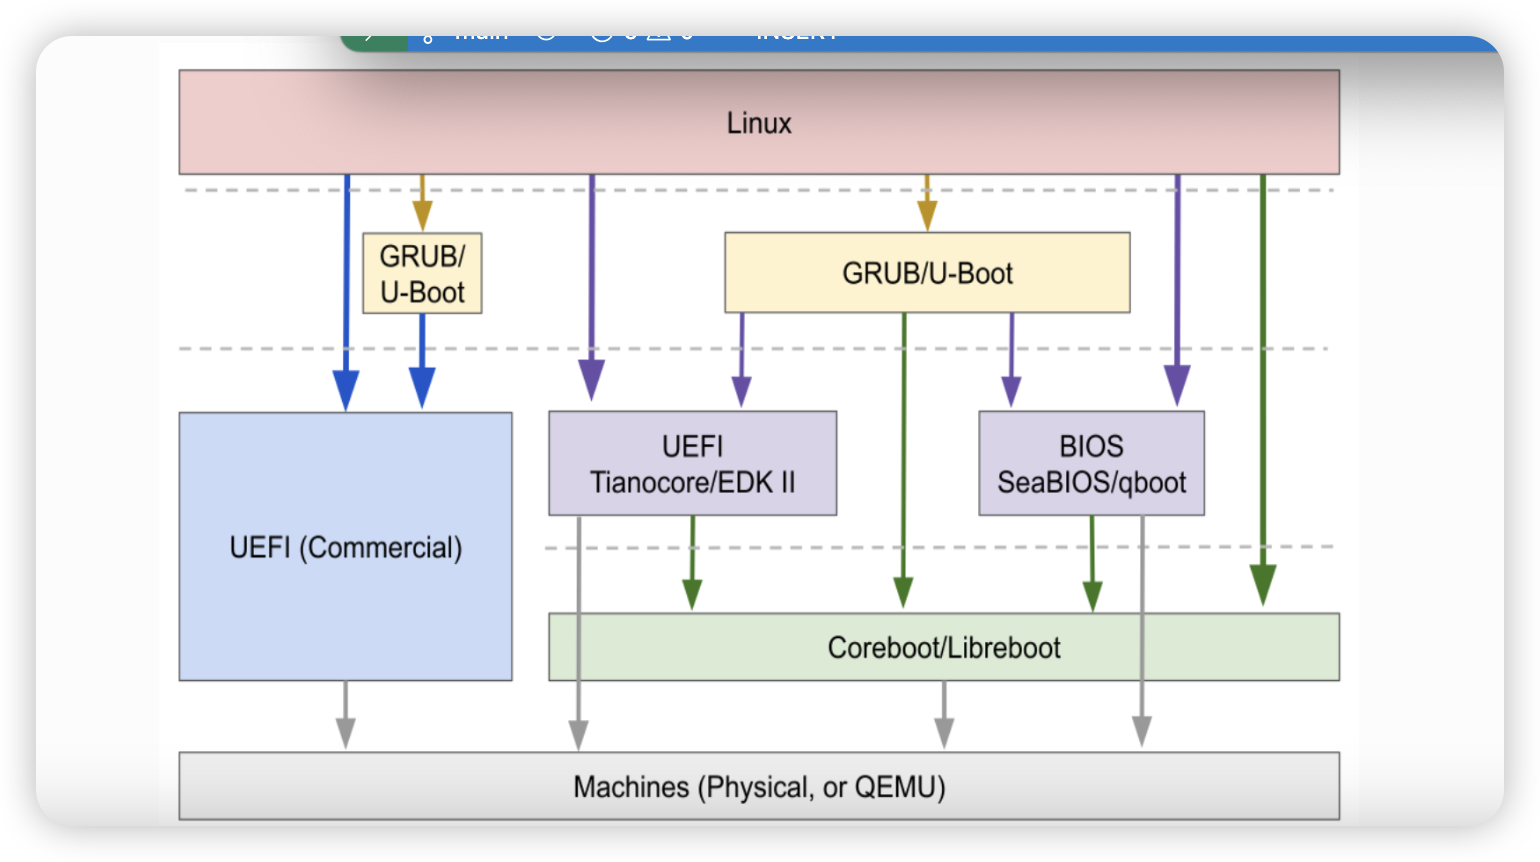 Linux
GRUB/
U-Boot
GRUB/U-Boot
UEFI
Tianocore/EDK II
BIOS
SeaBIOS/qboot
UEFI (Commercial)
Coreboot/Libreboot
Machines (Physical, or QEMU)